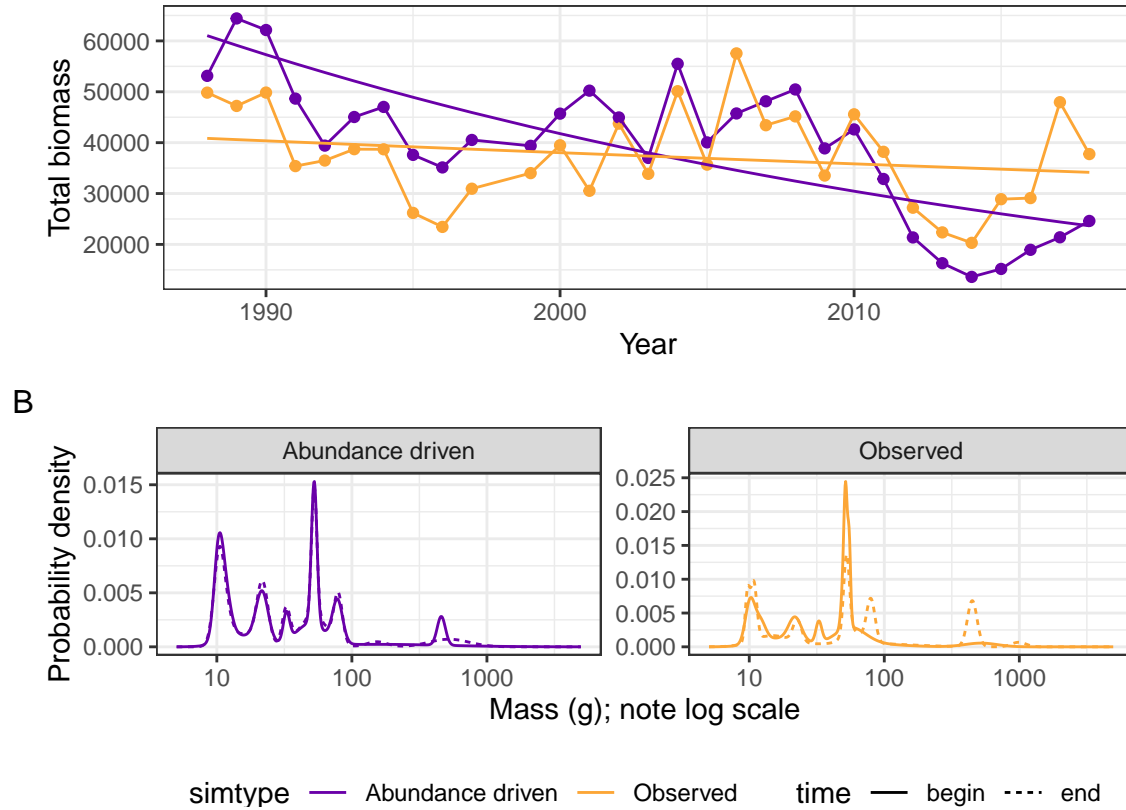 60000
50000
40000
30000
20000
Total biomass
1990 2000 2010
Year
B
Abundance driven Observed
0.015
0.010
0.005
0.000
0.025
0.020
0.015
0.010
0.005
0.000
Probability density
10 100 1000 10 100 1000
Mass (g); note log scale
simtype Abundance driven Observed time begin end